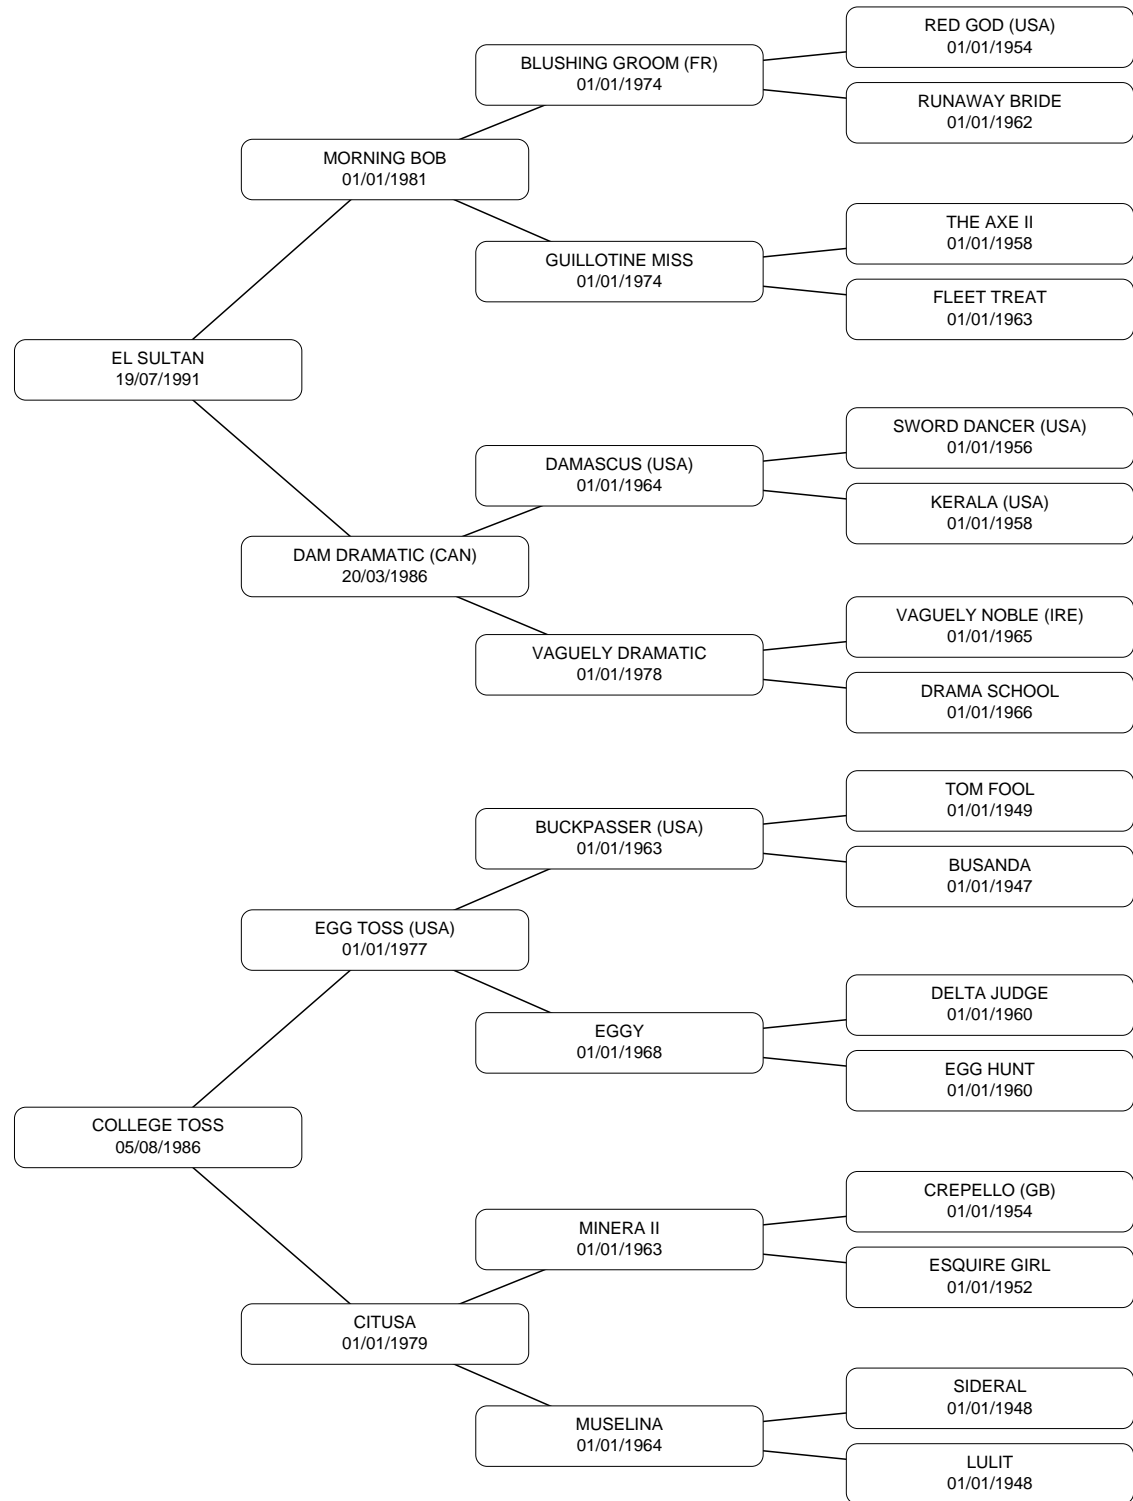 RED GOD (USA)
01/01/1954
BLUSHING GROOM (FR)
01/01/1974
RUNAWAY BRIDE
01/01/1962
MORNING BOB
01/01/1981
THE AXE II
01/01/1958
GUILLOTINE MISS
01/01/1974
FLEET TREAT
01/01/1963
EL SULTAN
19/07/1991
SWORD DANCER (USA)
01/01/1956
DAMASCUS (USA)
01/01/1964
KERALA (USA)
01/01/1958
DAM DRAMATIC (CAN)
20/03/1986
VAGUELY NOBLE (IRE)
01/01/1965
VAGUELY DRAMATIC
01/01/1978
DRAMA SCHOOL
01/01/1966
TOM FOOL
01/01/1949
BUCKPASSER (USA)
01/01/1963
BUSANDA
01/01/1947
EGG TOSS (USA)
01/01/1977
DELTA JUDGE
01/01/1960
EGGY
01/01/1968
EGG HUNT
01/01/1960
COLLEGE TOSS
05/08/1986
CREPELLO (GB)
01/01/1954
MINERA II
01/01/1963
ESQUIRE GIRL
01/01/1952
CITUSA
01/01/1979
SIDERAL
01/01/1948
MUSELINA
01/01/1964
LULIT
01/01/1948